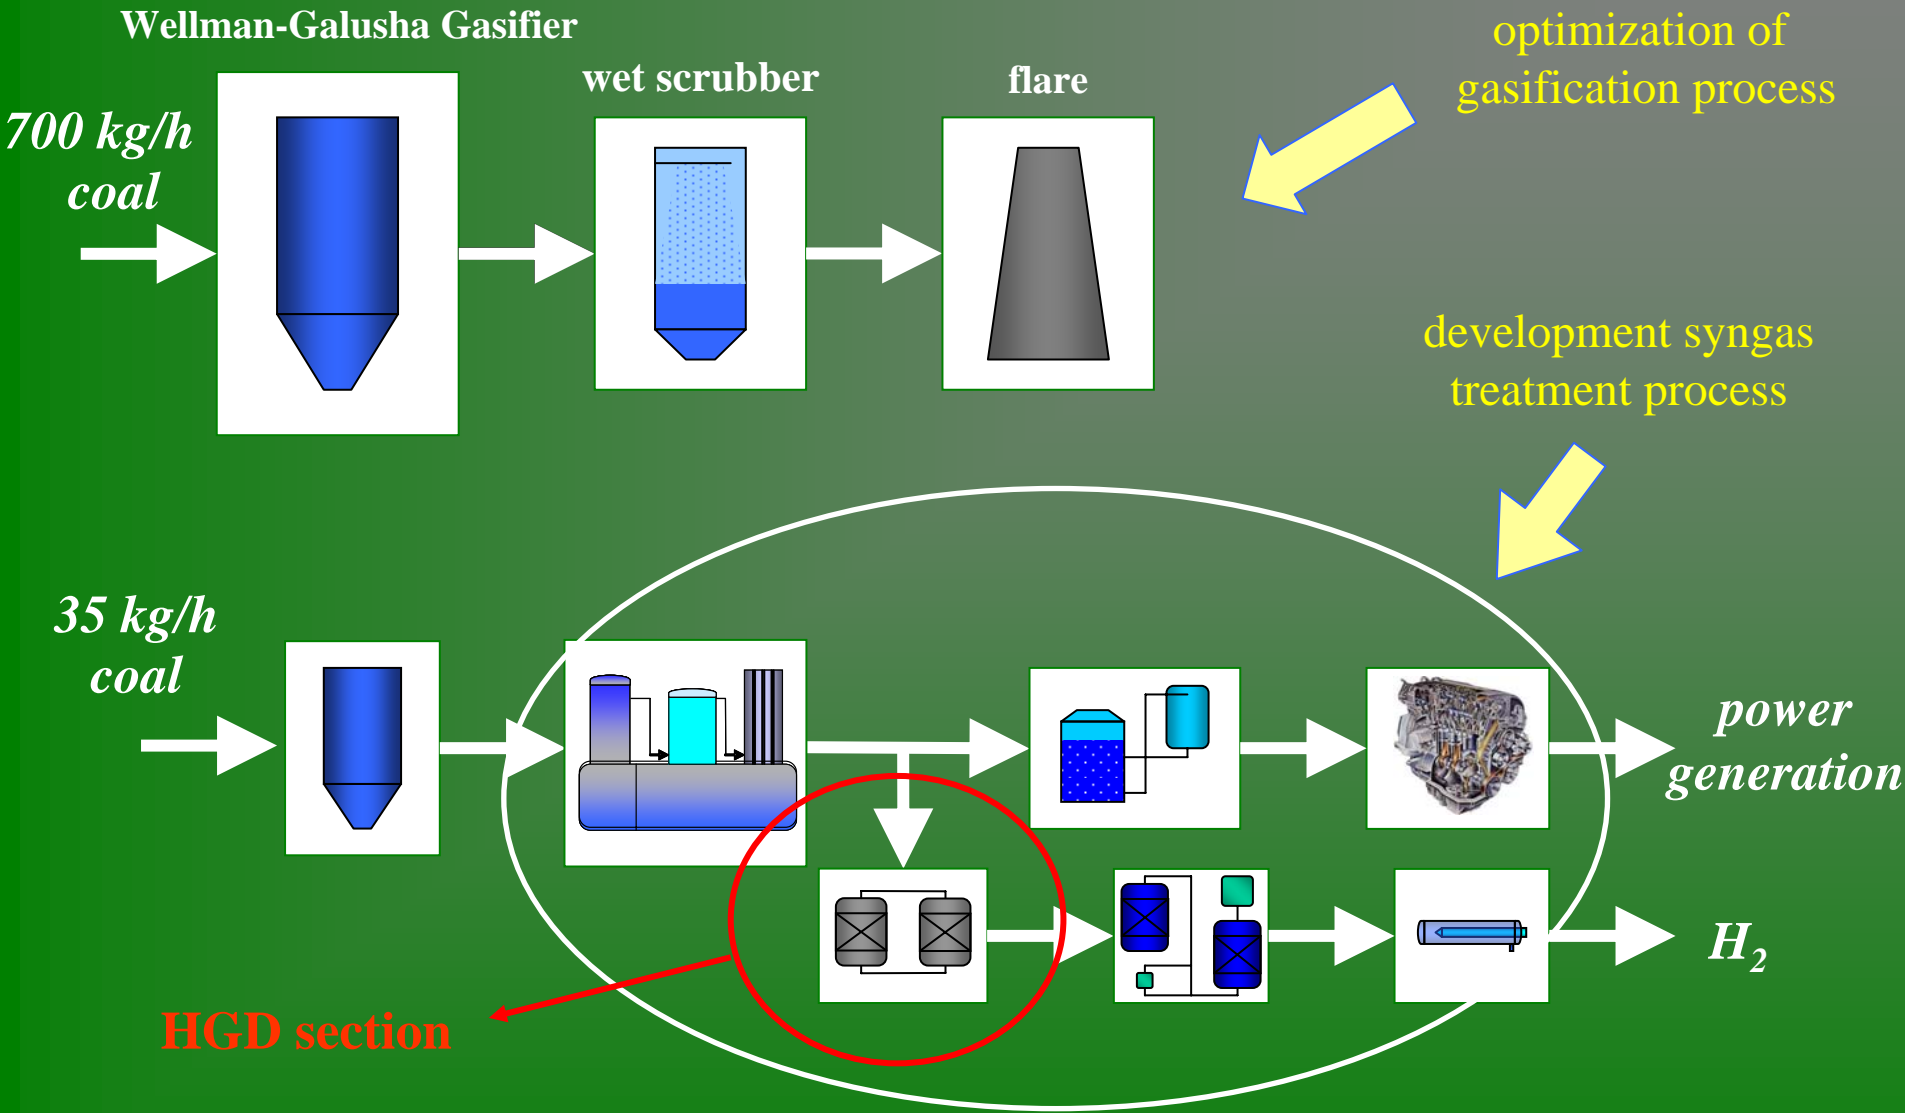 Wellman-Galusha Gasifier
wet scrubber
flare
optimization of
gasification process
700 kg/h
coal
development syngas
treatment process
35 kg/h
coal
power
generation
H₂
HGD section